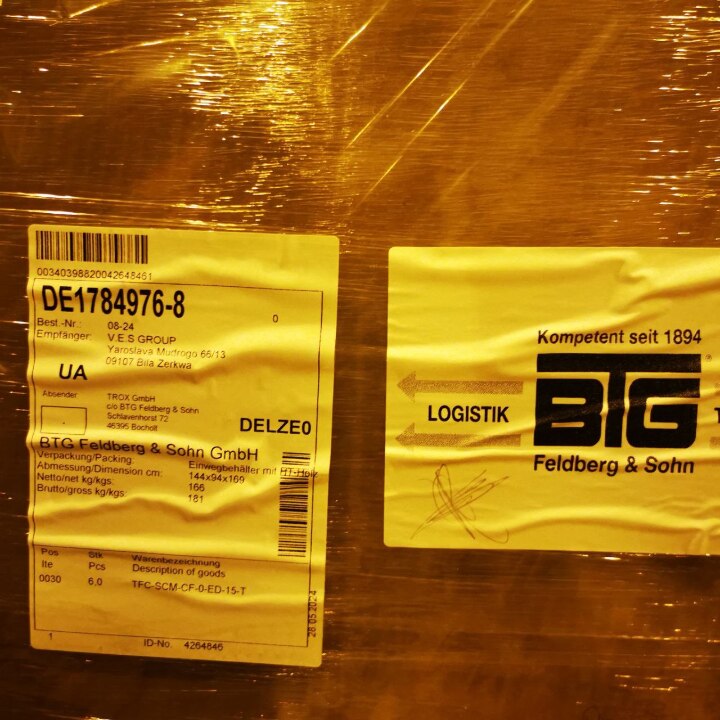 00340398820042648461
DE1784976-8
0
Best.-Nr.: 08-24
Empfänger: V.E.S GROUP
Yaroslava Mudrogo 66/13
09107 Bila Zerkwa
UA
Absender
TROX GmbH
c/o BTG Feldberg & Sohn
Schlavenhorst 72
46395 Bocholt
DELZE0
BTG Feldberg & Sohn GmbH
Verpackung/Packing: Einwegbehälter mit HT-Holz
Abmessung/Dimension cm: 144x94x169
Netto/net kg/kgs: 166
Brutto/gross kg/kgs: 181
Pos Stk Warenbezeichnung
Ite Pcs Description of goods
0030 6.0 TFC-SCM-CF-0-ED-15-T
28.05.2024
1 ID-No. 4264846
Kompetent seit 1894
BTG
®
LOGISTIK
Feldberg & Sohn